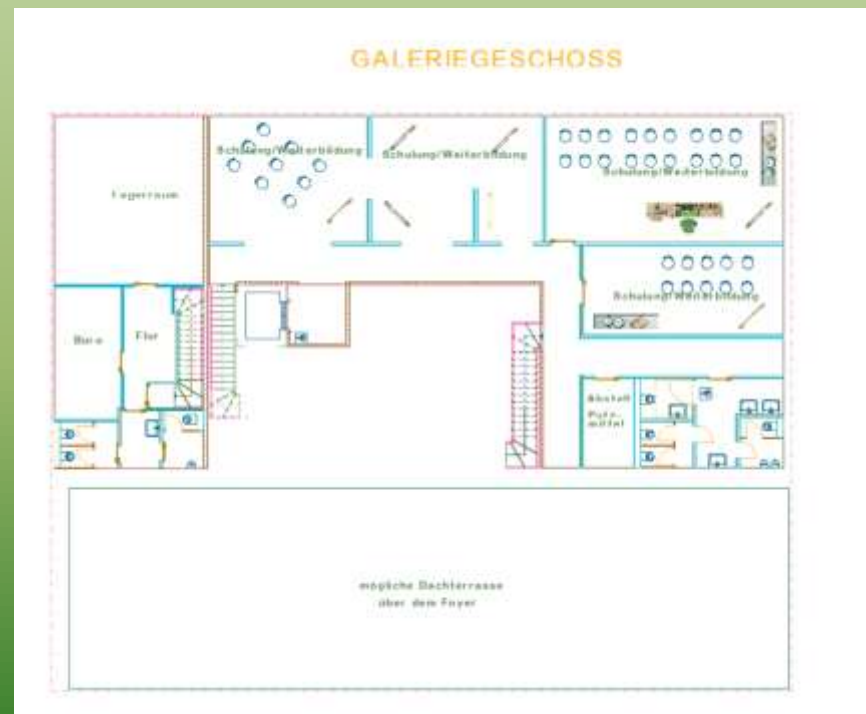 GALERIEGESCHOSS
Schulung/Weiterbildung
Schulung/Weiterbildung
Schulung/Weiterbildung
Lagerraum
Schulung/Weiterbildung
Büro
Flur
Abstell
Putz-
mittel
mögliche Dachterrasse
über dem Foyer